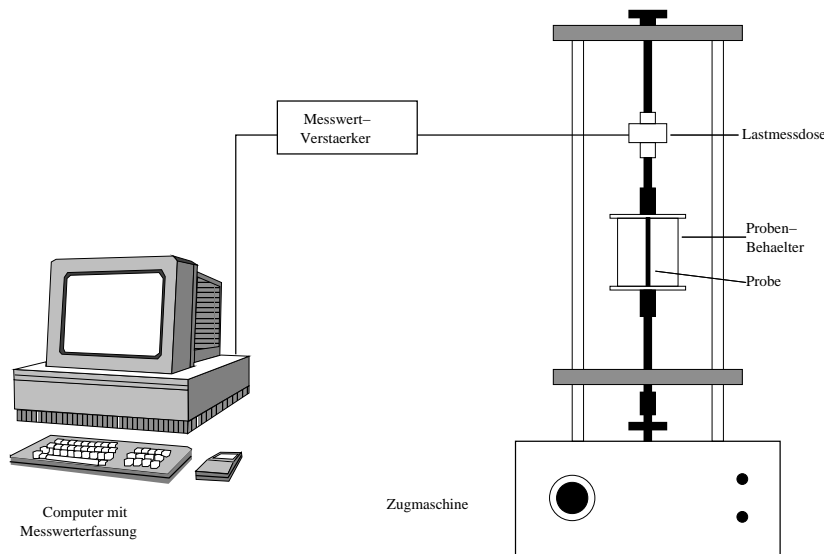 Messwert–
Verstaerker
Lastmessdose
Proben–
Behaelter
Probe
Zugmaschine
Computer mit
Messwerterfassung